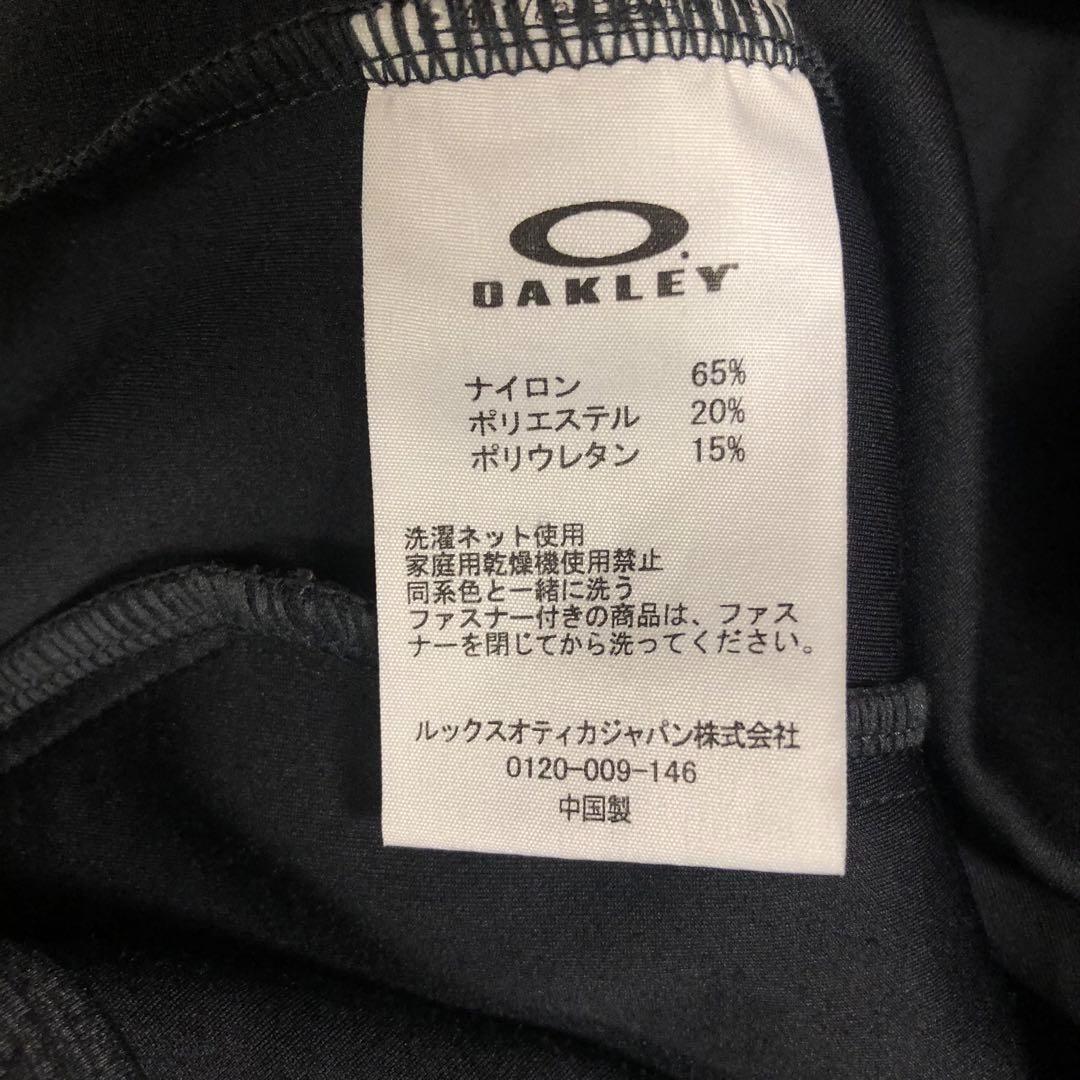 OAKLEY
ナイロン 65%
ポリエステル 20%
ポリウレタン 15%
洗濯ネット使用
家庭用乾燥機使用禁止
同系色と一緒に洗う
ファスナー付きの商品は、ファス
ナーを閉じてから洗ってください。
ルックスオティカジャパン株式会社
0120-009-146
中国製